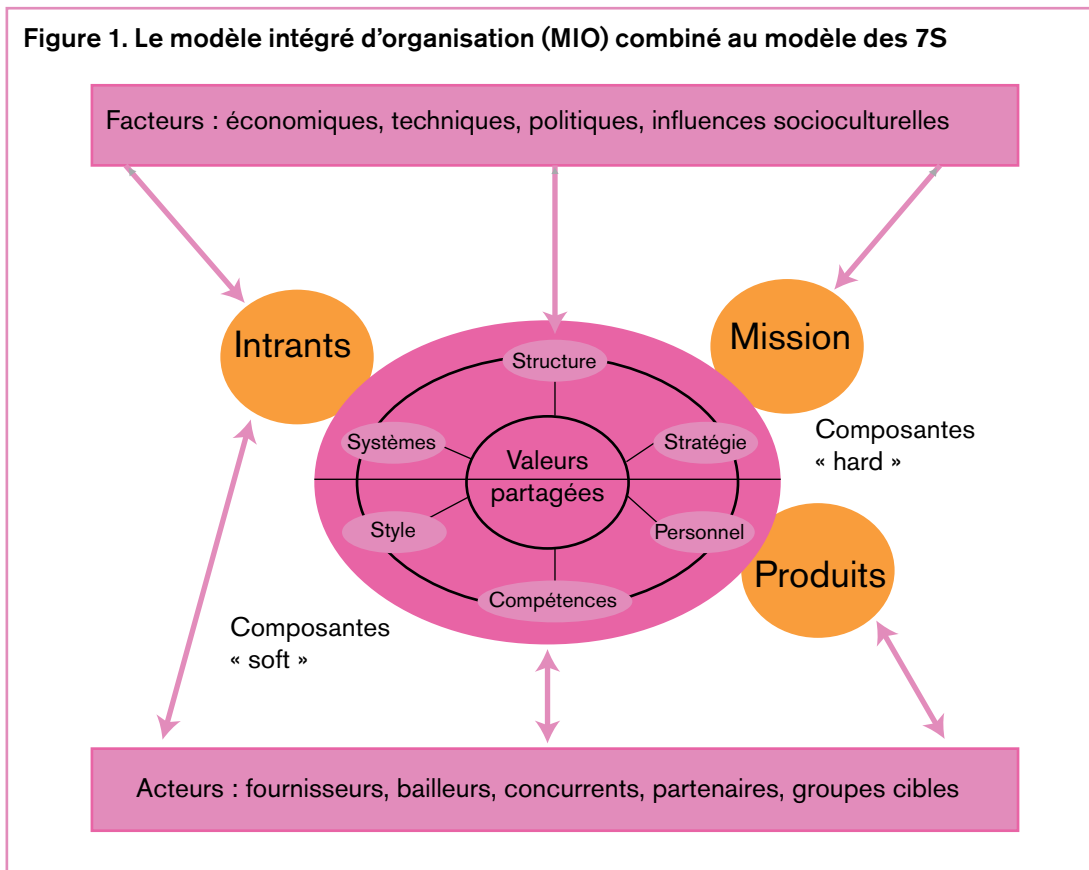 Figure 1. Le modèle intégré d’organisation (MIO) combiné au modèle des 7S
Facteurs : économiques, techniques, politiques, influences socioculturelles
Intrants
Mission
Structure
Systèmes
Stratégie
Valeurs
partagées
Composantes
« hard »
Style
Personnel
Produits
Compétences
Composantes
« soft »
Acteurs : fournisseurs, bailleurs, concurrents, partenaires, groupes cibles